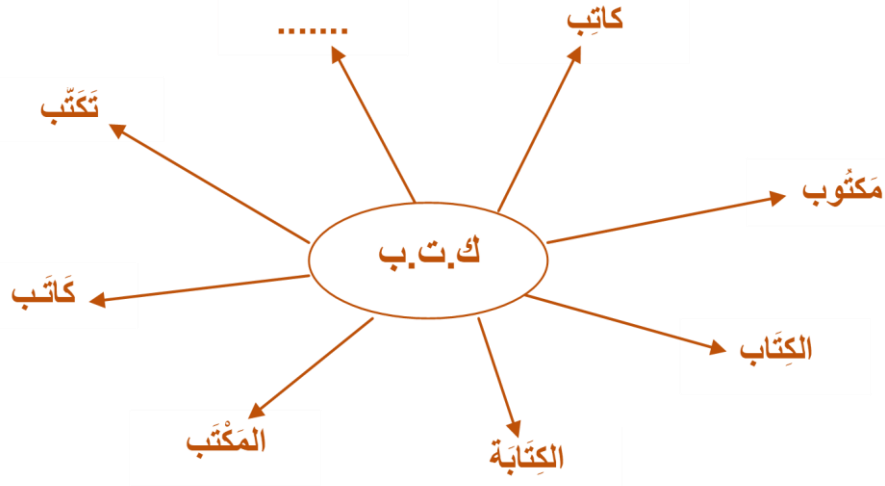 كاتِب
.......
تَكَتَّب
مَكتُوب
ك.ت.ب
كَاتَب
الكِتَاب
المَكْتَب
الكِتَابَة